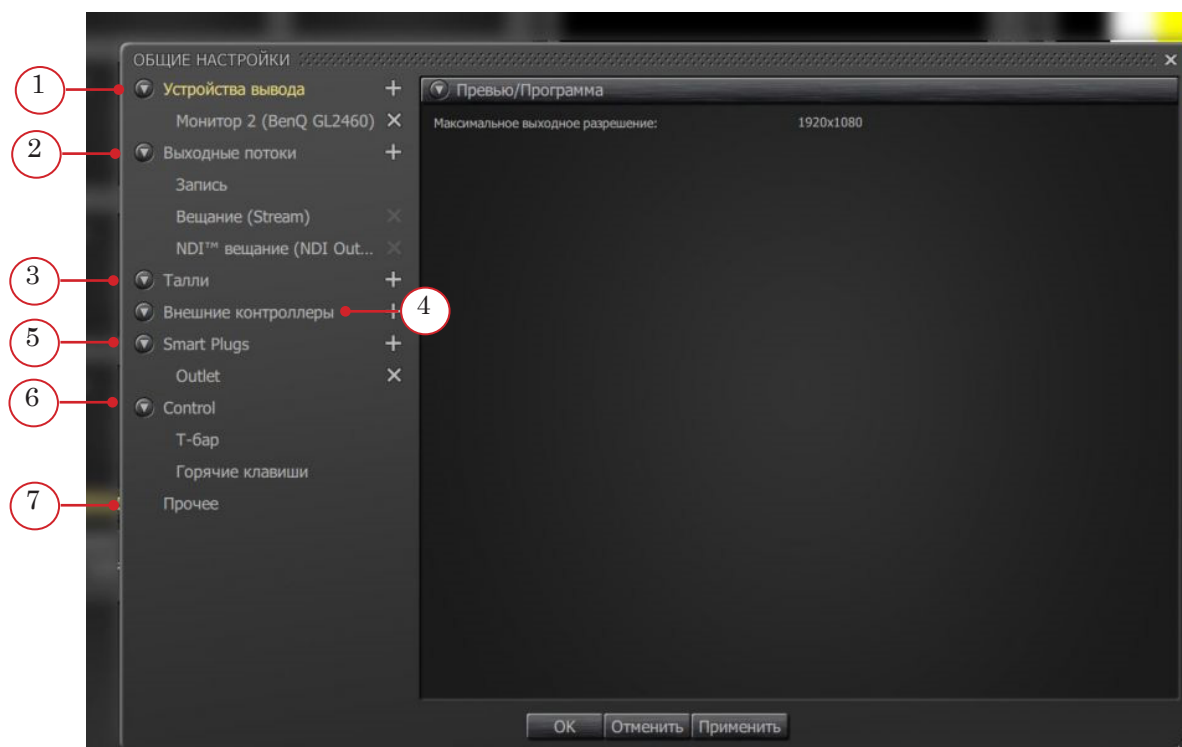 ОБЩИЕ НАСТРОЙКИ
1
Устройства вывода
Превью/Программа
Монитор 2 (BenQ GL2460)
Максимальное выходное разрешение: 1920x1080
2
Выходные потоки
Запись
Вещание (Stream)
NDI™ вещание (NDI Out...
3
Талли
Внешние контроллеры
4
5
Smart Plugs
Outlet
6
Control
Т-бар
Горячие клавиши
7
Прочее
OK Отменить Применить